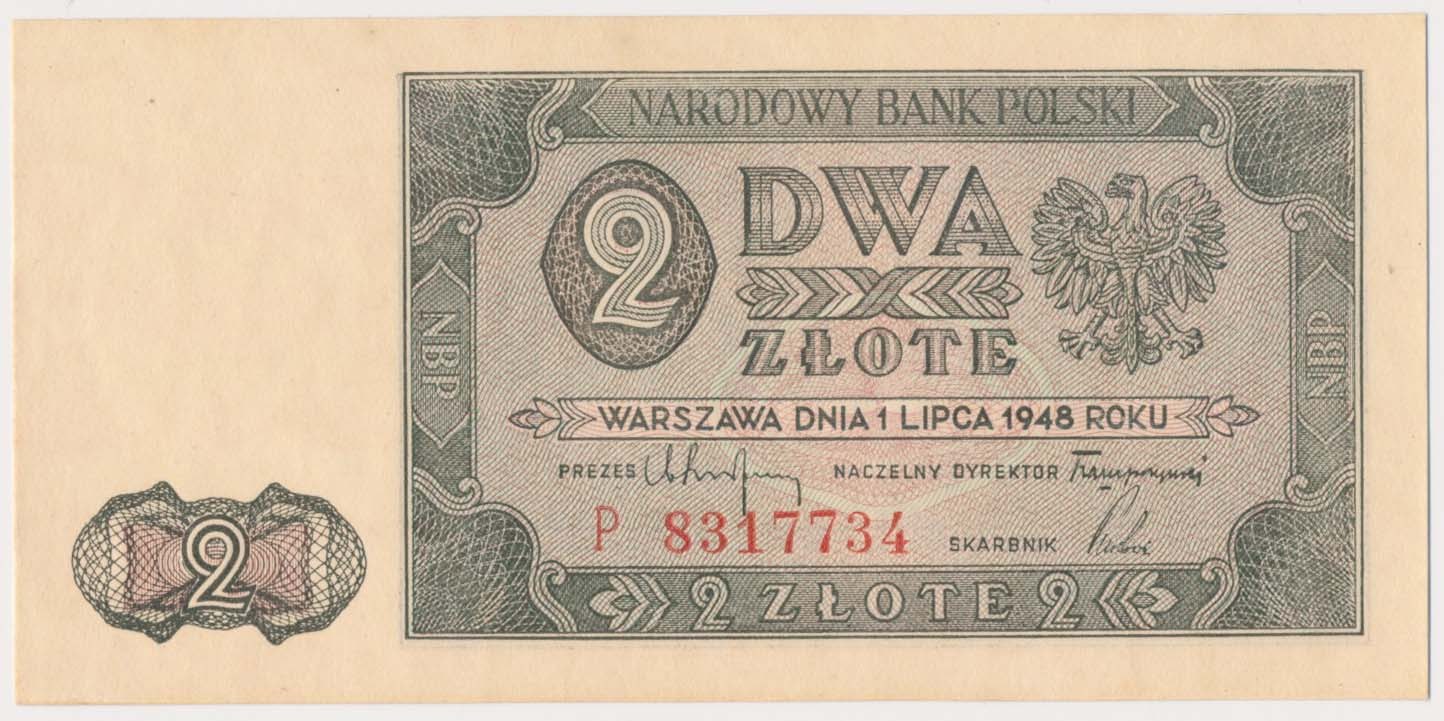 NARODOWY BANK POLSKI
2
DWA
ZŁOTE
NBP
NBP
WARSZAWA DNIA 1 LIPCA 1948 ROKU
PREZES NACZELNY DYREKTOR
P 8317734 SKARBNIK
2
2 ZŁOTE 2